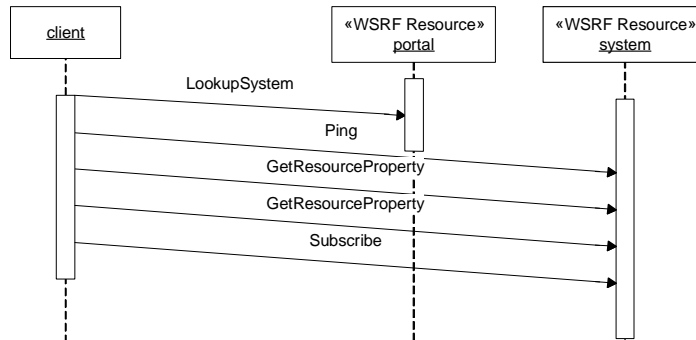 client
«WSRF Resource»
portal
«WSRF Resource»
system
LookupSystem
Ping
GetResourceProperty
GetResourceProperty
Subscribe